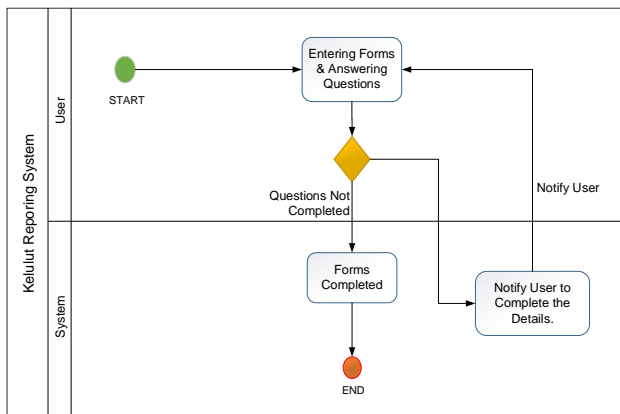 Kelulut Reporing System
User
System
START
Entering Forms
& Answering
Questions
Questions Not
Completed
Notify User
Forms
Completed
Notify User to
Complete the
Details.
END